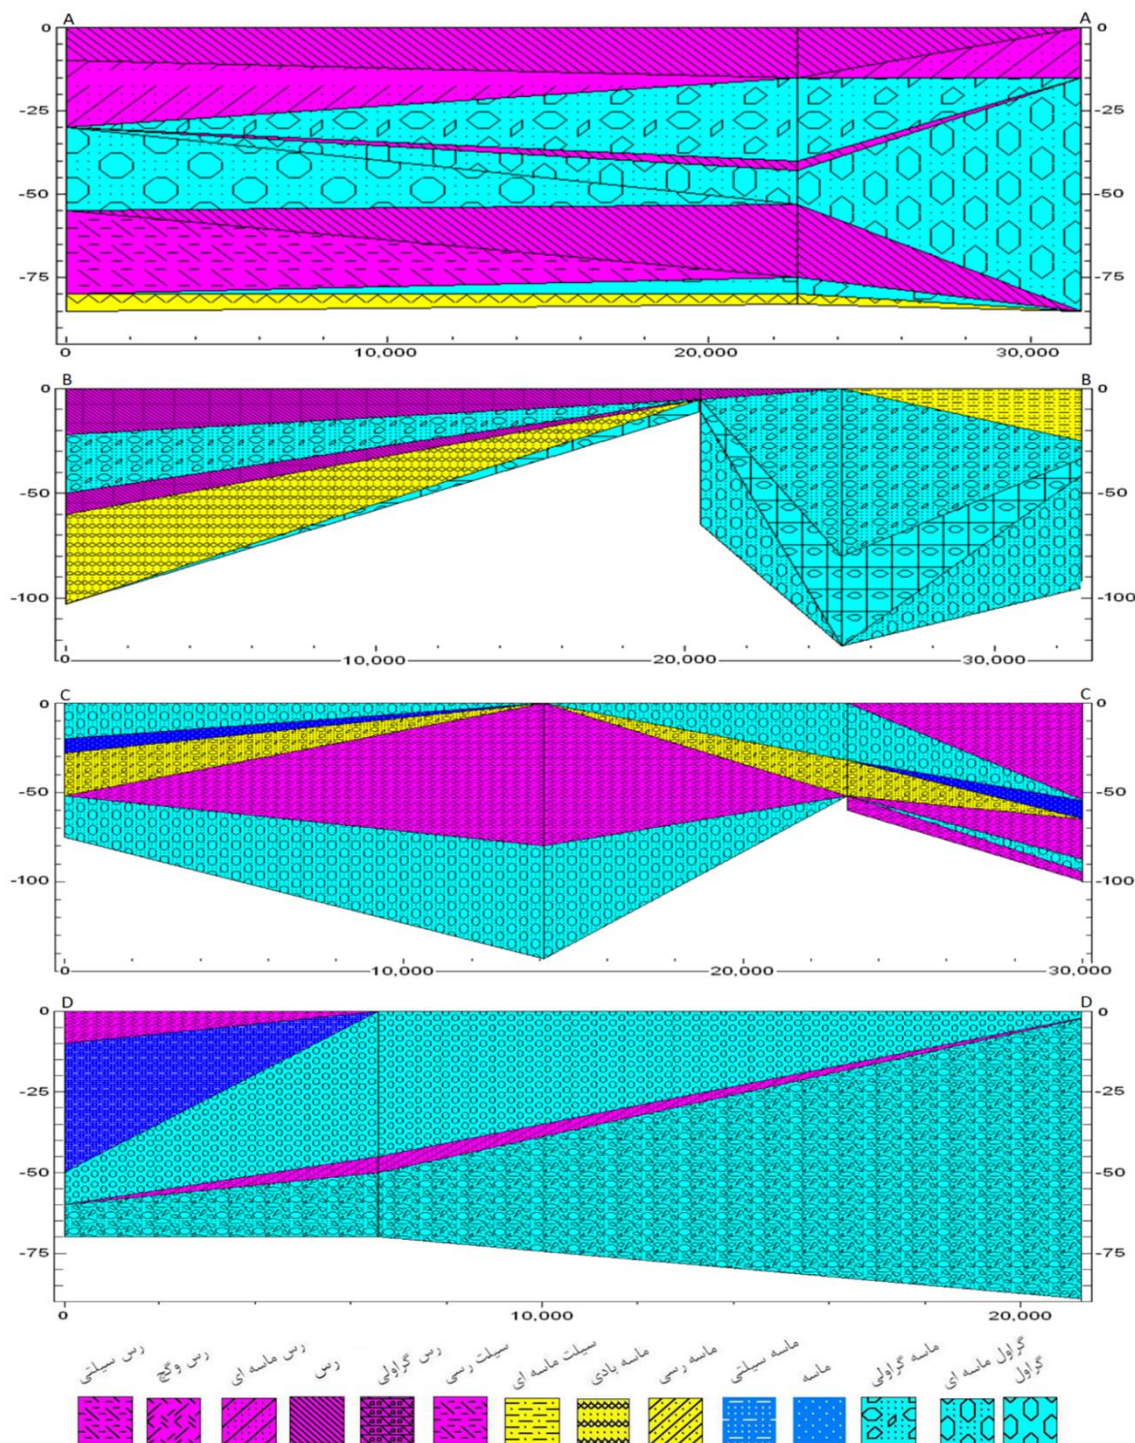 A A
0 0
-25 -25
-50 -50
-75 -75
0 10,000 20,000 30,000
B B
0 0
-50 -50
-100 -100
0 10,000 20,000 30,000
C C
0 0
-50 -50
-100 -100
0 10,000 20,000 30,000
D D
0 0
-25 -25
-50 -50
-75 -75
0 10,000 20,000
رس سیلتی
رس وگچ
رس ماسه ای
رس
رس گراولی
سیلت رسی
سیلت ماسه ای
ماسه بادی
ماسه رسی
ماسه سیلتی
ماسه
ماسه گراولی
گراول ماسه ای
گراول